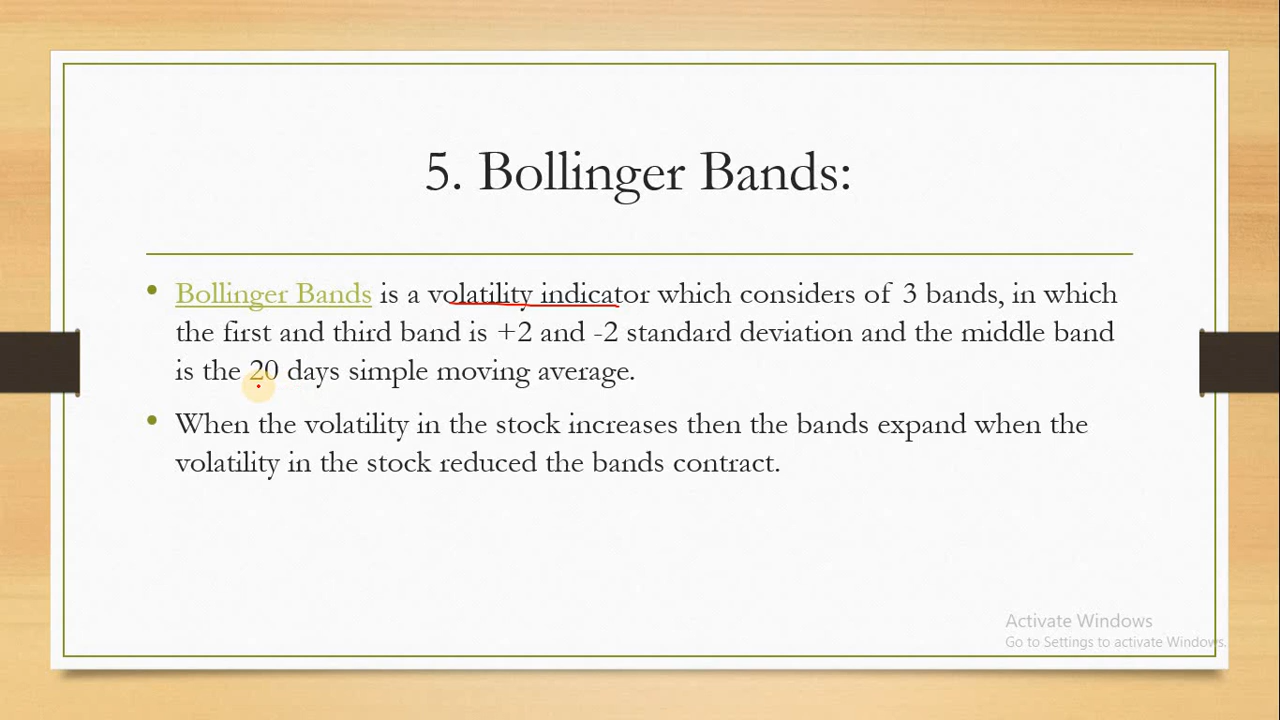 5. Bollinger Bands:
• Bollinger Bands is a volatility indicator which considers of 3 bands, in which
the first and third band is +2 and -2 standard deviation and the middle band
is the 20 days simple moving average.
• When the volatility in the stock increases then the bands expand when the
volatility in the stock reduced the bands contract.
Activate Windows
Go to Settings to activate Windows.